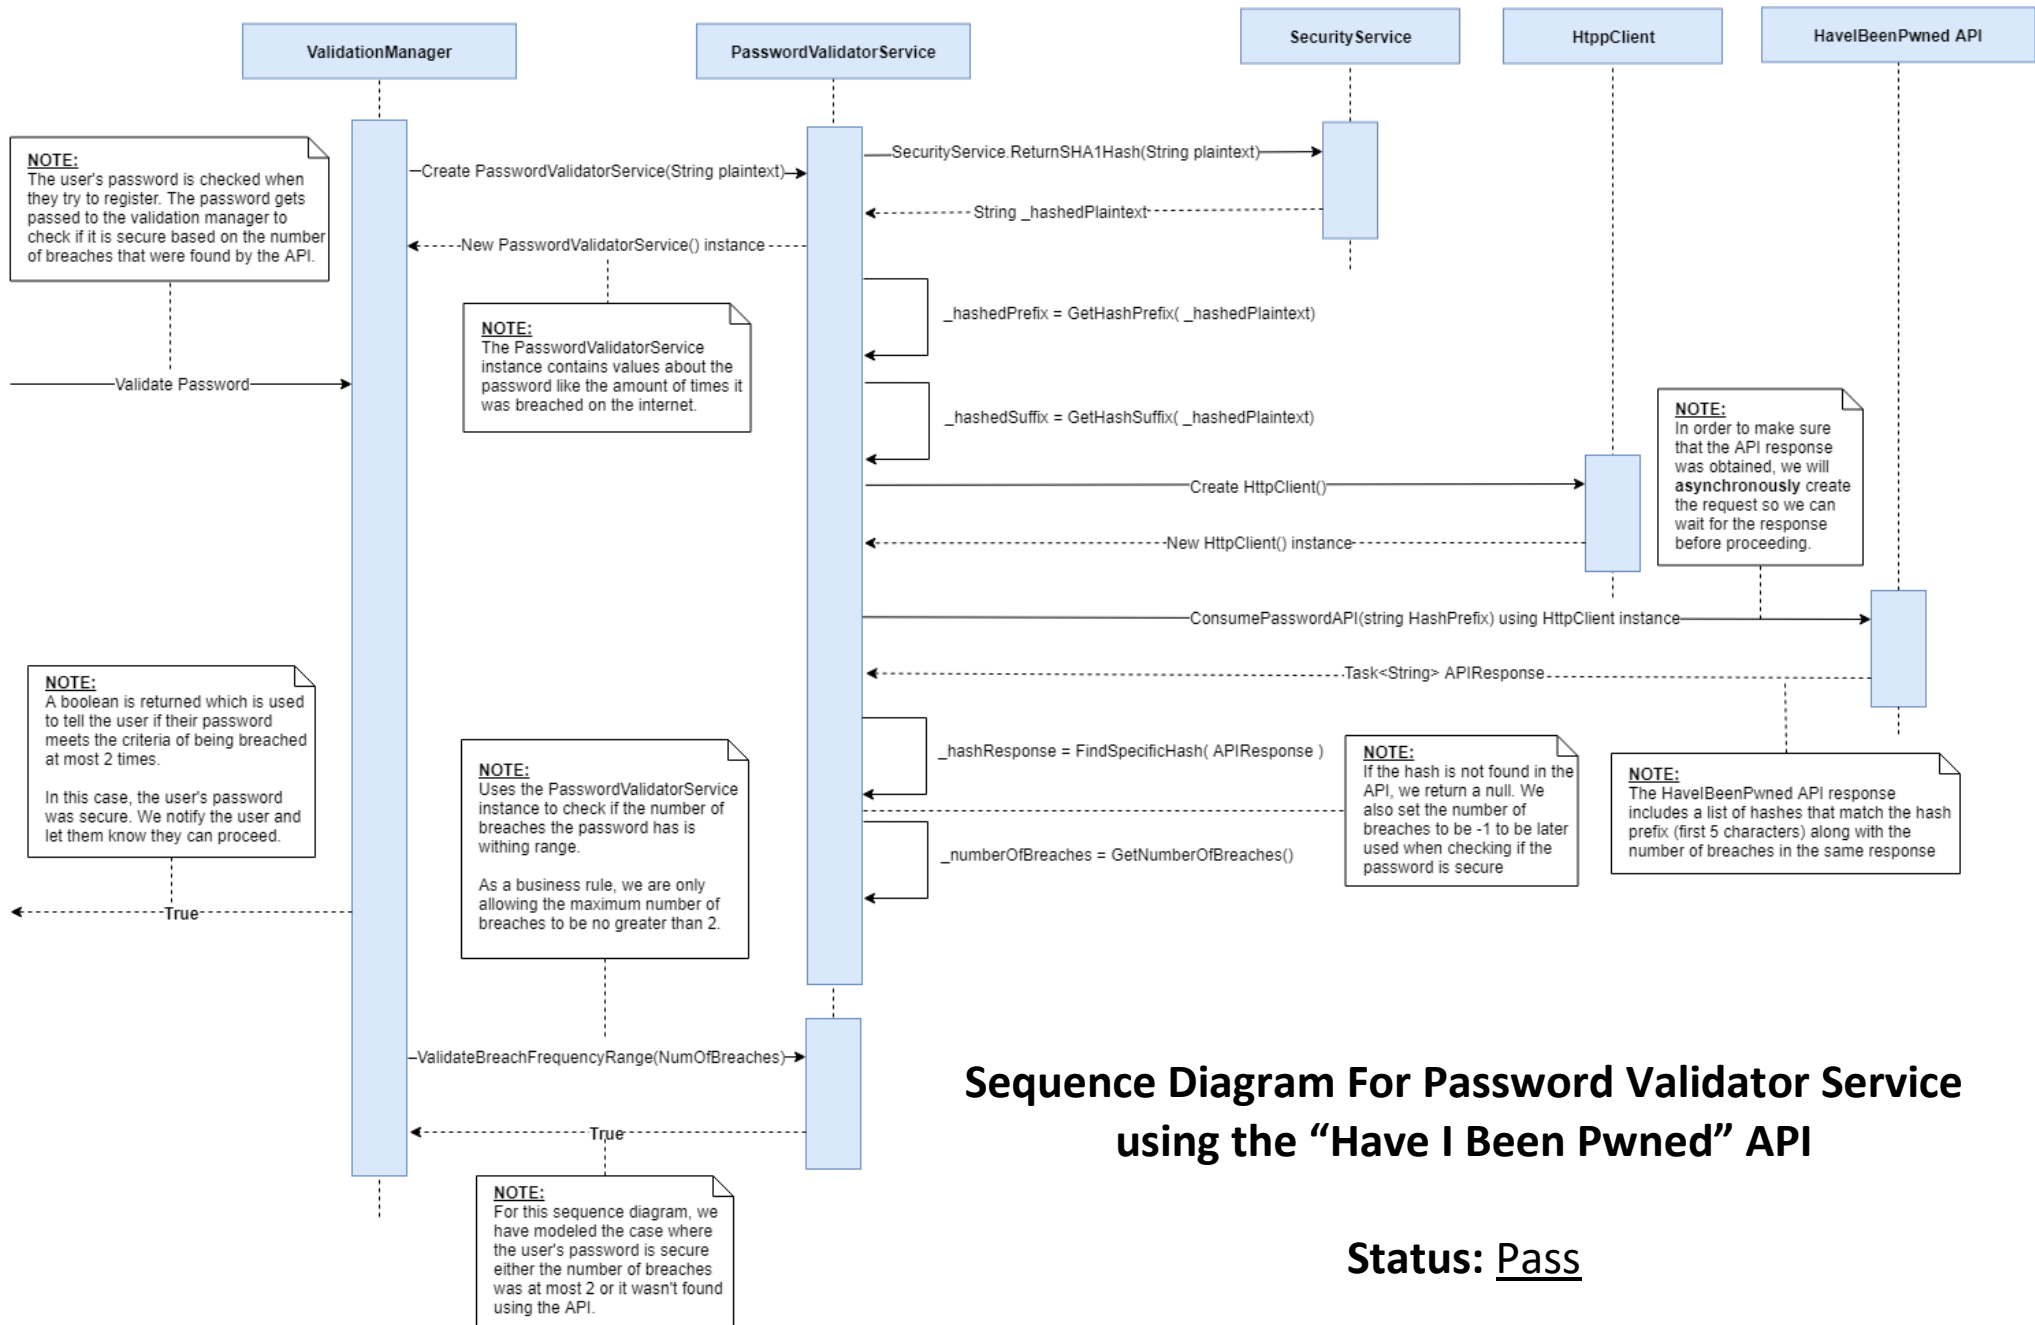 ValidationManager
PasswordValidatorService
SecurityService
HtppClient
HaveIBeenPwned API
NOTE:
The user's password is checked when
they try to register. The password gets
passed to the validation manager to
check if it is secure based on the number
of breaches that were found by the API.
Create PasswordValidatorService(String plaintext)
SecurityService.ReturnSHA1Hash(String plaintext)
String _hashedPlaintext
New PasswordValidatorService() instance
NOTE:
The PasswordValidatorService
instance contains values about the
password like the amount of times it
was breached on the internet.
_hashedPrefix = GetHashPrefix( _hashedPlaintext)
Validate Password
_hashedSuffix = GetHashSuffix( _hashedPlaintext)
NOTE:
In order to make sure
that the API response
was obtained, we will
asynchronously create
the request so we can
wait for the response
before proceeding.
Create HttpClient()
New HttpClient() instance
ConsumePasswordAPI(string HashPrefix) using HttpClient instance
Task<String> APIResponse
NOTE:
A boolean is returned which is used
to tell the user if their password
meets the criteria of being breached
at most 2 times.
In this case, the user's password
was secure. We notify the user and
let them know they can proceed.
True
NOTE:
Uses the PasswordValidatorService
instance to check if the number of
breaches the password has is
withing range.
As a business rule, we are only
allowing the maximum number of
breaches to be no greater than 2.
_hashResponse = FindSpecificHash( APIResponse )
NOTE:
If the hash is not found in the
API, we return a null. We
also set the number of
breaches to be -1 to be later
used when checking if the
password is secure
NOTE:
The HaveIBeenPwned API response
includes a list of hashes that match the hash
prefix (first 5 characters) along with the
number of breaches in the same response
_numberOfBreaches = GetNumberOfBreaches()
ValidateBreachFrequencyRange(NumOfBreaches)
True
NOTE:
For this sequence diagram, we
have modeled the case where
the user's password is secure
either the number of breaches
was at most 2 or it wasn't found
using the API.
Sequence Diagram For Password Validator Service
using the “Have I Been Pwned” API
Status: Pass